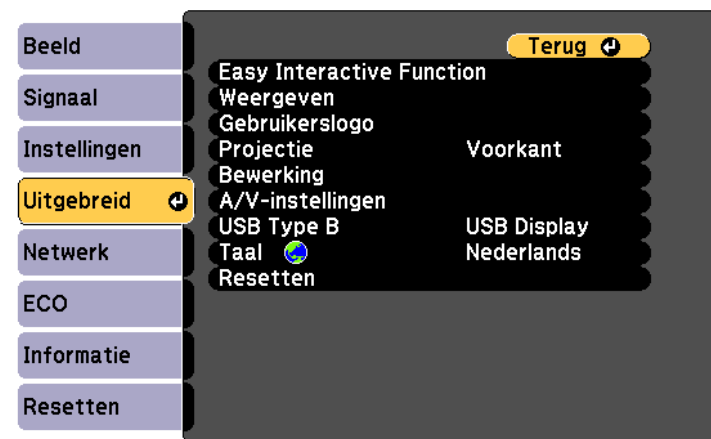 Beeld
Signaal
Instellingen
Uitgebreid
Netwerk
ECO
Informatie
Resetten
Terug
Easy Interactive Function
Weergeven
Gebruikerslogo
Projectie Voorkant
Bewerking
A/V-instellingen
USB Type B USB Display
Taal Nederlands
Resetten